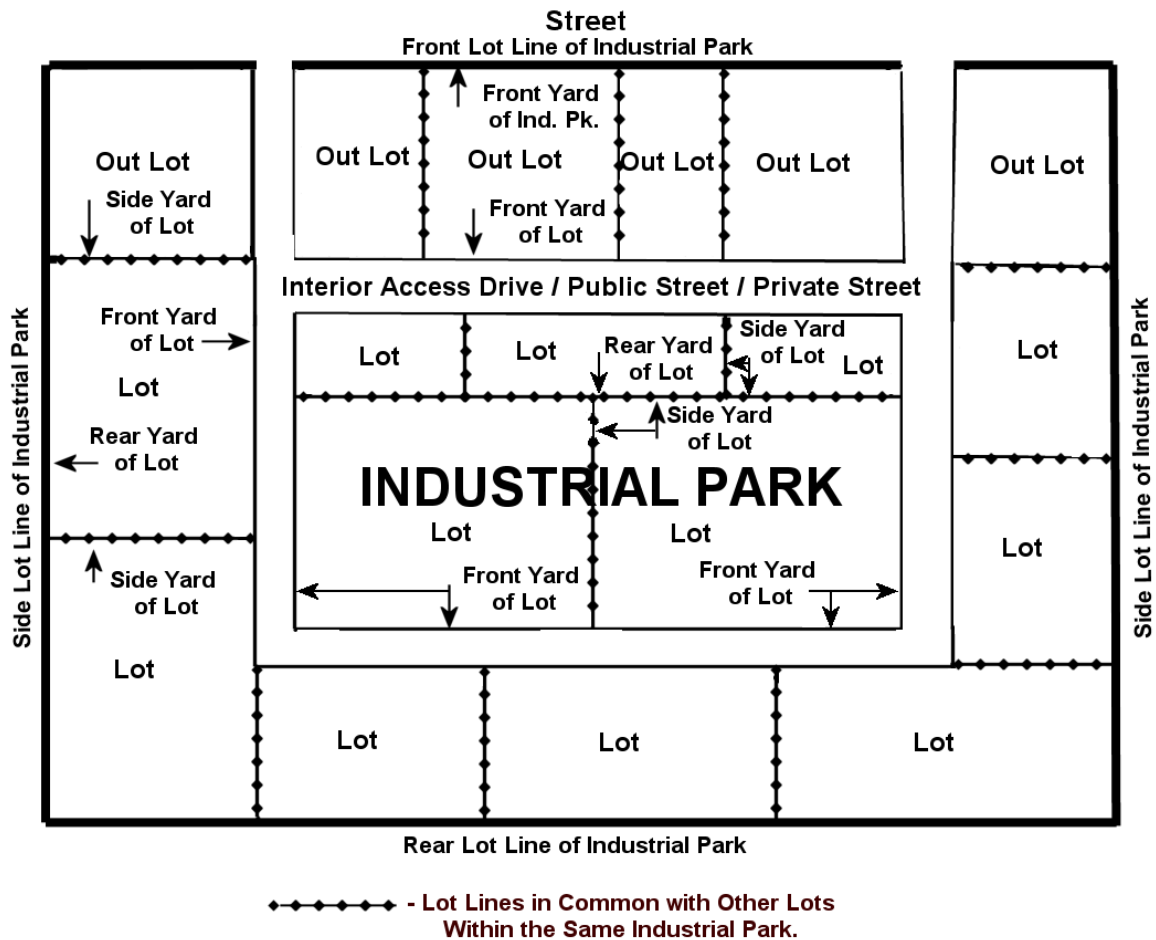 Street
Front Lot Line of Industrial Park
Front Yard
of Ind. Pk.
Out Lot
Out Lot
Out Lot
Out Lot
Out Lot
Out Lot
Side Yard
of Lot
Front Yard
of Lot
Interior Access Drive / Public Street / Private Street
Front Yard
of Lot
Lot
Rear Yard
of Lot
Side Yard
of Lot
Lot
Side Lot Line of Industrial Park
Lot
Lot
Rear Yard
of Lot
Side Yard
of Lot
Lot
Side Yard
of Lot
INDUSTRIAL PARK
Lot
Lot
Front Yard
of Lot
Front Yard
of Lot
Lot
Lot
Side Lot Line of Industrial Park
Lot
Lot
Lot
Rear Lot Line of Industrial Park
- Lot Lines in Common with Other Lots
Within the Same Industrial Park.